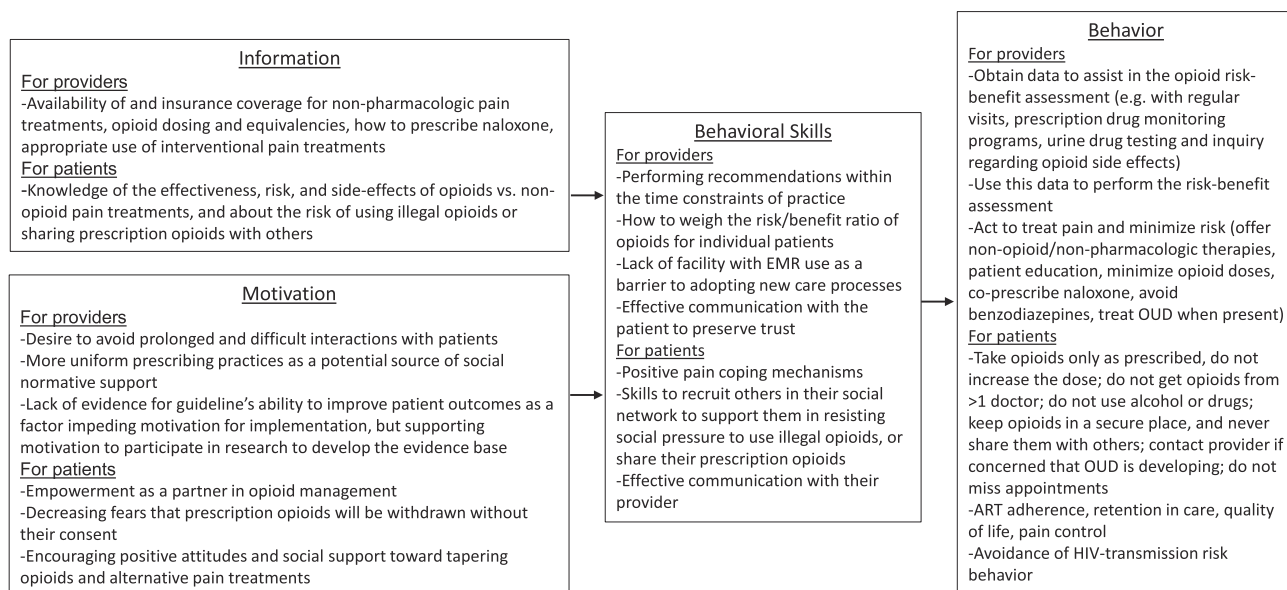 Information
For providers
-Availability of and insurance coverage for non-pharmacologic pain
treatments, opioid dosing and equivalencies, how to prescribe naloxone,
appropriate use of interventional pain treatments
For patients
-Knowledge of the effectiveness, risk, and side-effects of opioids vs. non-
opioid pain treatments, and about the risk of using illegal opioids or
sharing prescription opioids with others
Motivation
For providers
-Desire to avoid prolonged and difficult interactions with patients
-More uniform prescribing practices as a potential source of social
normative support
-Lack of evidence for guideline’s ability to improve patient outcomes as a
factor impeding motivation for implementation, but supporting
motivation to participate in research to develop the evidence base
For patients
-Empowerment as a partner in opioid management
-Decreasing fears that prescription opioids will be withdrawn without
their consent
-Encouraging positive attitudes and social support toward tapering
opioids and alternative pain treatments
Behavioral Skills
For providers
-Performing recommendations within
the time constraints of practice
-How to weigh the risk/benefit ratio of
opioids for individual patients
-Lack of facility with EMR use as a
barrier to adopting new care processes
-Effective communication with the
patient to preserve trust
For patients
-Positive pain coping mechanisms
-Skills to recruit others in their social
network to support them in resisting
social pressure to use illegal opioids, or
share their prescription opioids
-Effective communication with their
provider
Behavior
For providers
-Obtain data to assist in the opioid risk-
benefit assessment (e.g. with regular
visits, prescription drug monitoring
programs, urine drug testing and inquiry
regarding opioid side effects)
-Use this data to perform the risk-benefit
assessment
-Act to treat pain and minimize risk (offer
non-opioid/non-pharmacologic therapies,
patient education, minimize opioid doses,
co-prescribe naloxone, avoid
benzodiazepines, treat OUD when present)
For patients
-Take opioids only as prescribed, do not
increase the dose; do not get opioids from
>1 doctor; do not use alcohol or drugs;
keep opioids in a secure place, and never
share them with others; contact provider if
concerned that OUD is developing; do not
miss appointments
-ART adherence, retention in care, quality
of life, pain control
-Avoidance of HIV-transmission risk
behavior